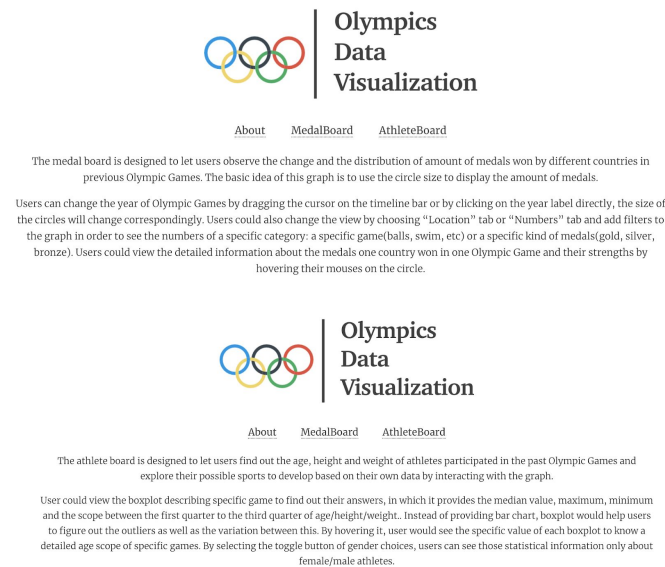 Olympics
Data
Visualization
About MedalBoard AthleteBoard
The medal board is designed to let users observe the change and the distribution of amount of medals won by different countries in
previous Olympic Games. The basic idea of this graph is to use the circle size to display the amount of medals.
Users can change the year of Olympic Games by dragging the cursor on the timeline bar or by clicking on the year label directly, the size of
the circles will change correspondingly. Users could also change the view by choosing “Location” tab or “Numbers” tab and add filters to
the graph in order to see the numbers of a specific category: a specific game(balls, swim, etc) or a specific kind of medals(gold, silver,
bronze). Users could view the detailed information about the medals one country won in one Olympic Game and their strengths by
hovering their mouses on the circle.
Olympics
Data
Visualization
About MedalBoard AthleteBoard
The athlete board is designed to let users find out the age, height and weight of athletes participated in the past Olympic Games and
explore their possible sports to develop based on their own data by interacting with the graph.
User could view the boxplot describing specific game to find out their answers, in which it provides the median value, maximum, minimum
and the scope between the first quarter to the third quarter of age/height/weight.. Instead of providing bar chart, boxplot would help users
to figure out the outliers as well as the variation between this. By hovering it, user would see the specific value of each boxplot to know a
detailed age scope of specific games. By selecting the toggle button of gender choices, users can see those statistical information only about
female/male athletes.